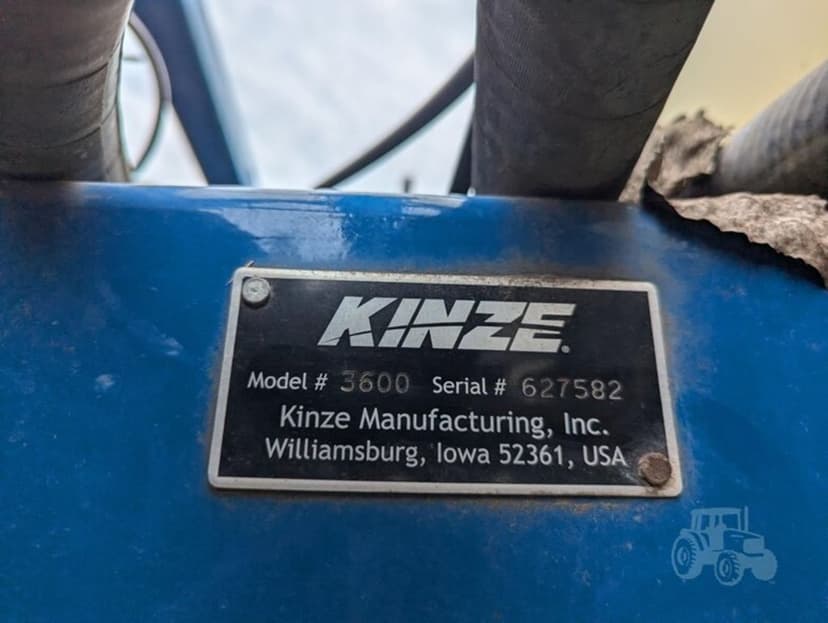 KINZE.
Model # 3600 Serial # 627582
Kinze Manufacturing, Inc.
Williamsburg, Iowa 52361, USA